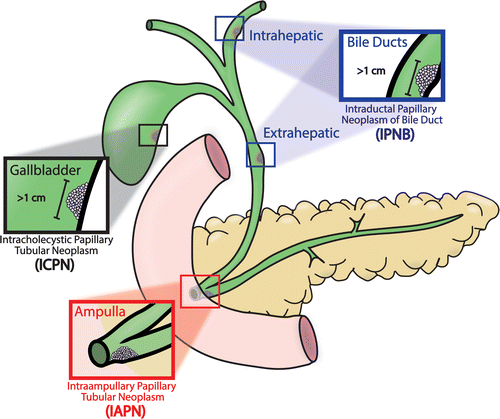 Intrahepatic
Bile Ducts
>1 cm
Intraductal Papillary
Neoplasm of Bile Duct
(IPNB)
Extrahepatic
Gallbladder
>1 cm
Intracholecystic Papillary
Tubular Neoplasm
(ICPN)
Ampulla
Intraampullary Papillary
Tubular Neoplasm
(IAPN)